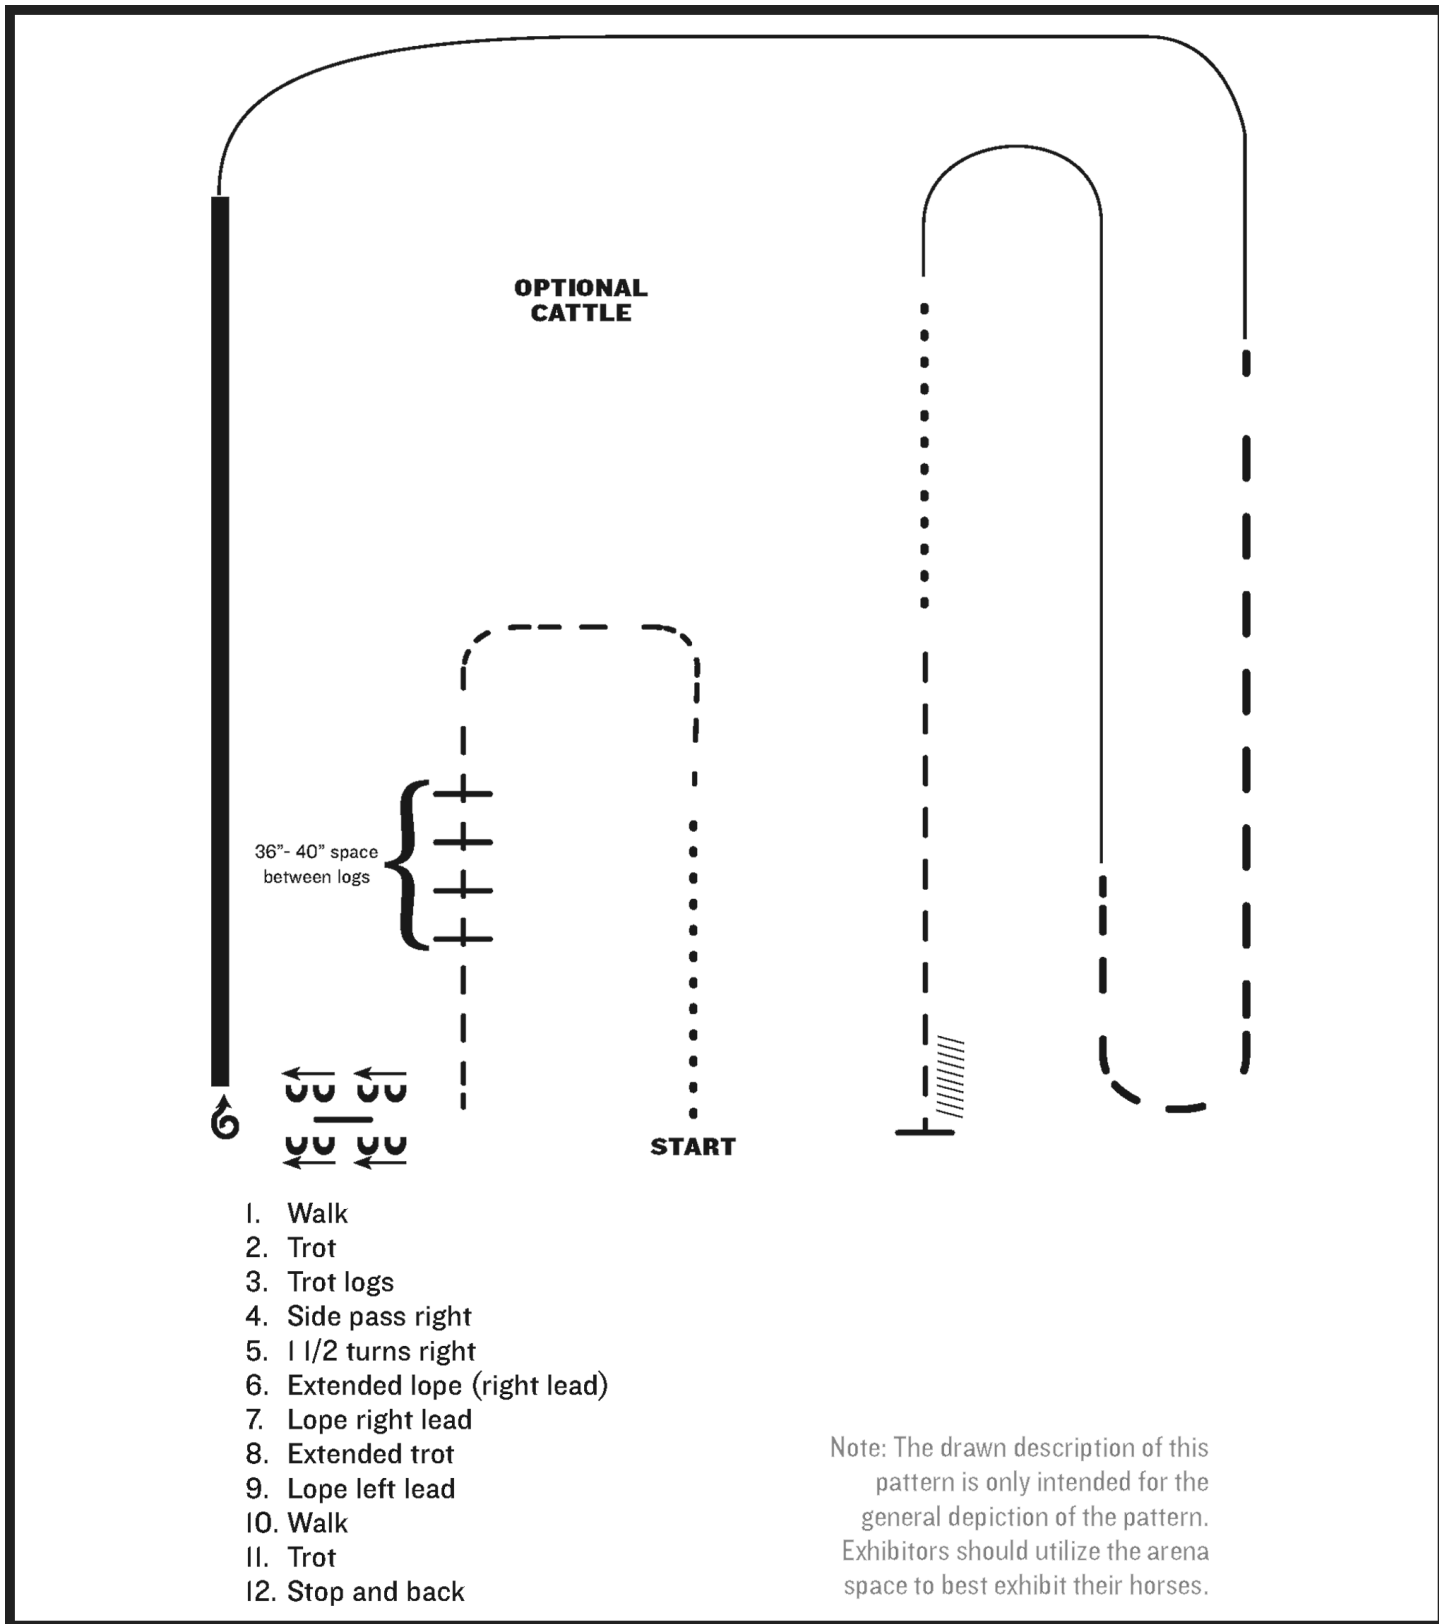 OPTIONAL
CATTLE
36”- 40” space
between logs
START
1. Walk
2. Trot
3. Trot logs
4. Side pass right
5. 1 1/2 turns right
6. Extended lope (right lead)
7. Lope right lead
8. Extended trot
9. Lope left lead
10. Walk
11. Trot
12. Stop and back
Note: The drawn description of this
pattern is only intended for the
general depiction of the pattern.
Exhibitors should utilize the arena
space to best exhibit their horses.